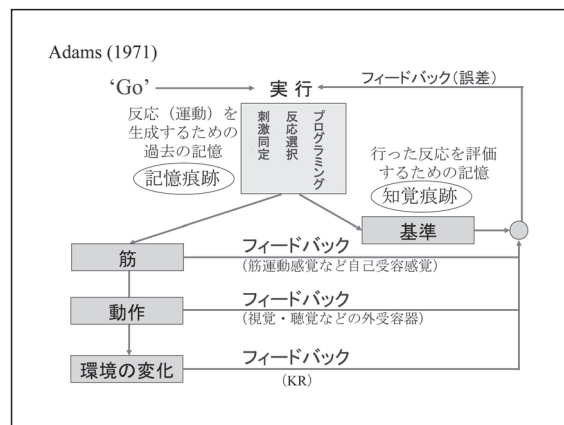 Adams (1971)
‘Go’
実 行
フィードバック(誤差)
反応（運動）を
生成するための
過去の記憶
記憶痕跡
刺激同定
反応選択
プログラミング
行った反応を評価
するための記憶
知覚痕跡
基準
筋
フィードバック
(筋運動感覚など自己受容感覚)
動作
フィードバック
(視覚・聴覚などの外受容器)
環境の変化
フィードバック
(KR)